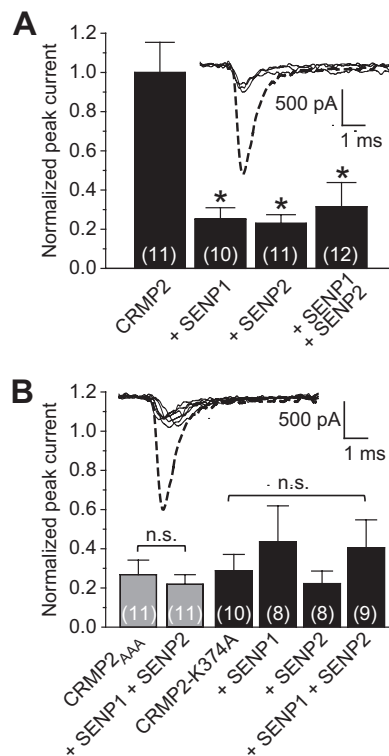 A
Normalized peak current
1.2
1.0
0.8
0.6
0.4
0.2
0.0
500 pA
1 ms
*
*
*
(11)
(10)
(11)
(12)
CRMP2
+ SENP1
+ SENP2
+ SENP1
+ SENP2
B
Normalized peak current
1.2
1.0
0.8
0.6
0.4
0.2
0.0
500 pA
1 ms
n.s.
n.s.
(11)
(11)
(10)
(8)
(8)
(9)
CRMP2AAA
+ SENP1 + SENP2
CRMP2-K374A
+ SENP1
+ SENP2
+ SENP1 + SENP2